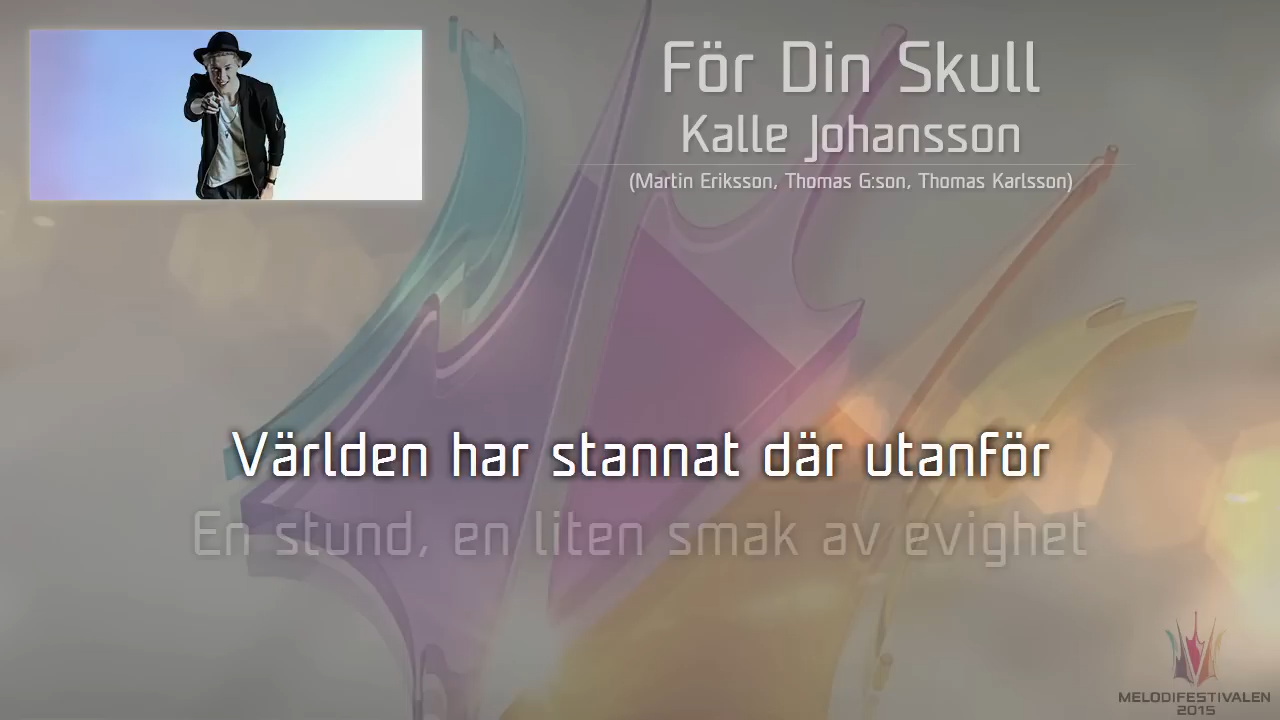 För Din Skull
Kalle Johansson
(Martin Eriksson, Thomas G:son, Thomas Karlsson)
Världen har stannat där utanför
En stund, en liten smak av evighet
MELODIFESTIVALEN
2015